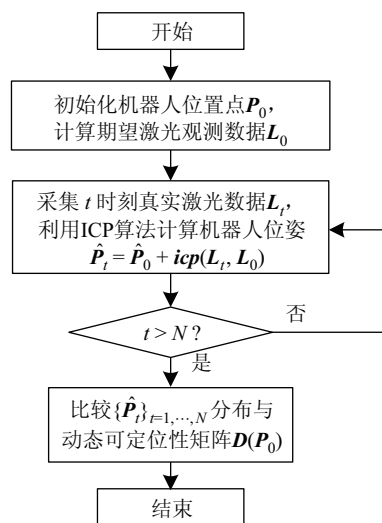 开始
初始化机器人位置点P₀,
计算期望激光观测数据L₀
采集 t 时刻真实激光数据Lₜ,
利用ICP算法计算机器人位姿
P̂ₜ = P̂₀ + icp(Lₜ, L₀)
t > N ?
否
是
比较{P̂ₜ}ₜ₌₁,⋯,N 分布与
动态可定位性矩阵D(P₀)
结束